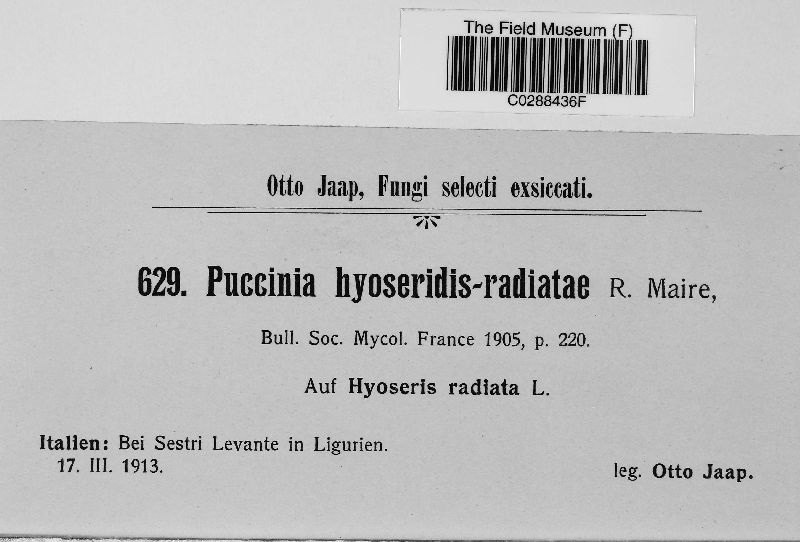 The Field Museum (F)
C0288436F
Otto Jaap, Fungi selecti exsiccati.
629. Puccinia hyoseridis-radiatae R. Maire,
Bull. Soc. Mycol. France 1905, p. 220.
Auf Hyoseris radiata L.
Italien: Bei Sestri Levante in Ligurien.
17. III. 1913.
leg. Otto Jaap.